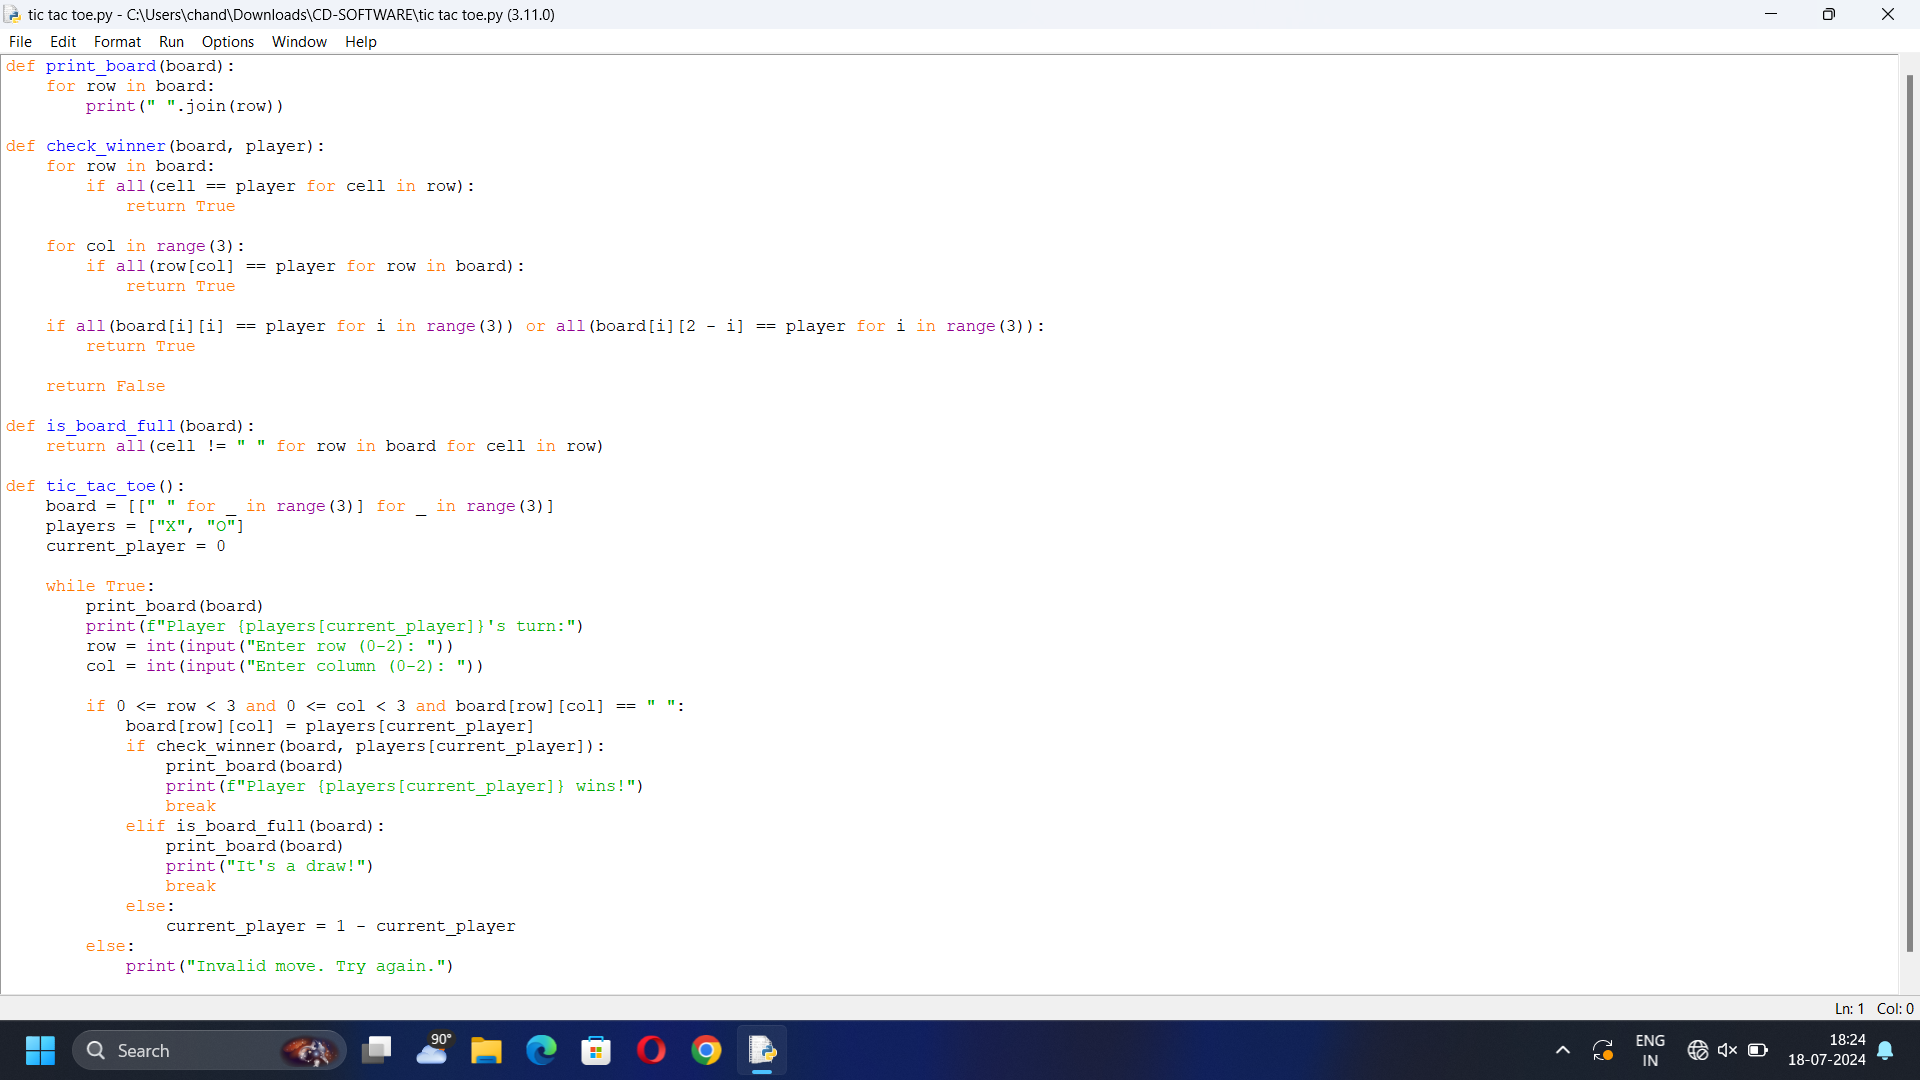 tic tac toe.py - C:\Users\chand\Downloads\CD-SOFTWARE\tic tac toe.py (3.11.0)
File Edit Format Run Options Window Help
def print_board(board):
    for row in board:
        print(" ".join(row))

def check_winner(board, player):
    for row in board:
        if all(cell == player for cell in row):
            return True

    for col in range(3):
        if all(row[col] == player for row in board):
            return True

    if all(board[i][i] == player for i in range(3)) or all(board[i][2 - i] == player for i in range(3)):
        return True

    return False

def is_board_full(board):
    return all(cell != " " for row in board for cell in row)

def tic_tac_toe():
    board = [[" " for _ in range(3)] for _ in range(3)]
    players = ["X", "O"]
    current_player = 0

    while True:
        print_board(board)
        print(f"Player {players[current_player]}'s turn:")
        row = int(input("Enter row (0-2): "))
        col = int(input("Enter column (0-2): "))

        if 0 <= row < 3 and 0 <= col < 3 and board[row][col] == " ":
            board[row][col] = players[current_player]
            if check_winner(board, players[current_player]):
                print_board(board)
                print(f"Player {players[current_player]} wins!")
                break
            elif is_board_full(board):
                print_board(board)
                print("It's a draw!")
                break
            else:
                current_player = 1 - current_player
        else:
            print("Invalid move. Try again.")
Ln: 1 Col: 0
Search
90°
ENG
IN
18:24
18-07-2024